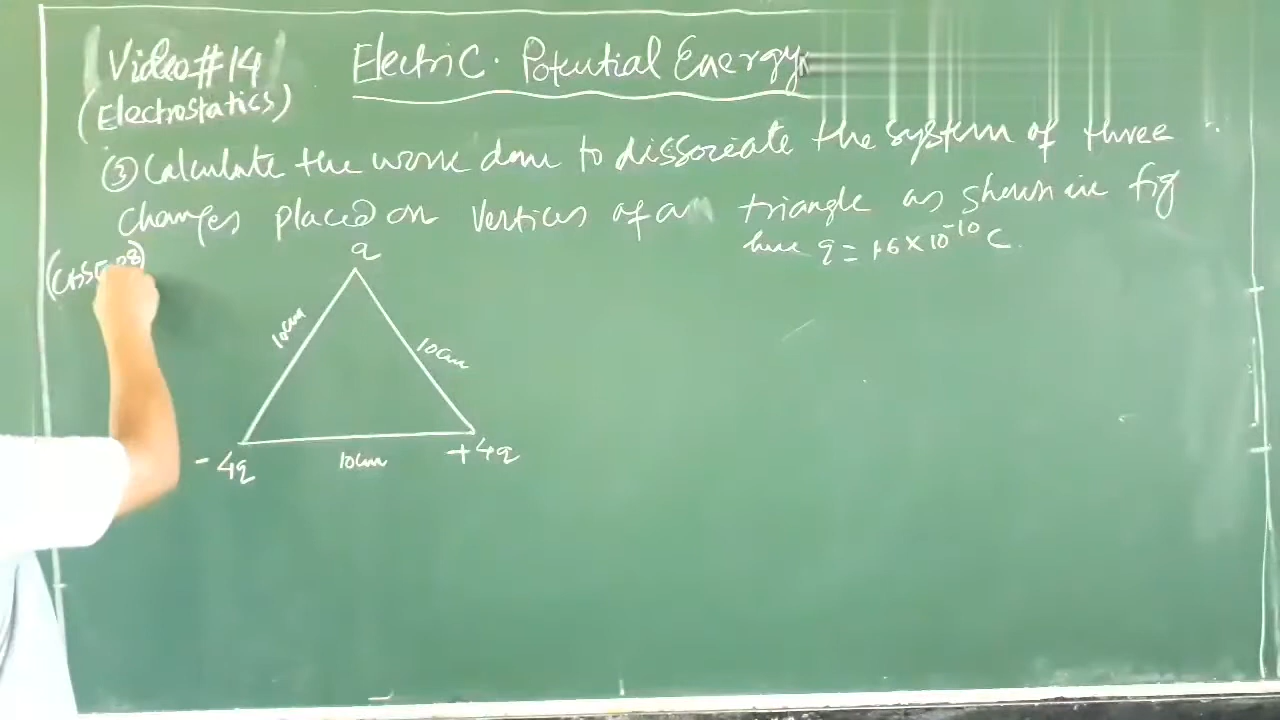 Video#14
(Electrostatics)
Electric. Potential Energy
③ Calculate the work done to dissociate the system of three
charges placed on vertices of a triangle as shown in fig
here q = 1.6 × 10⁻¹⁰ C.
q
10cm
10cm
-4q
10cm
+4q